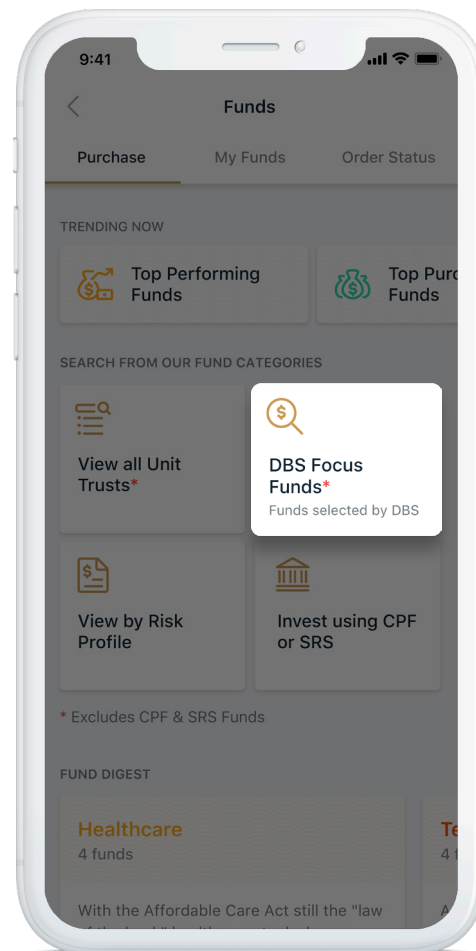 9:41
Funds
Purchase My Funds Order Status
TRENDING NOW
Top Performing
Funds
Top Purc
Funds
SEARCH FROM OUR FUND CATEGORIES
View all Unit
Trusts*
DBS Focus
Funds*
Funds selected by DBS
View by Risk
Profile
Invest using CPF
or SRS
* Excludes CPF & SRS Funds
FUND DIGEST
Healthcare
4 funds
With the Affordable Care Act still the "law
Te
4 f
A